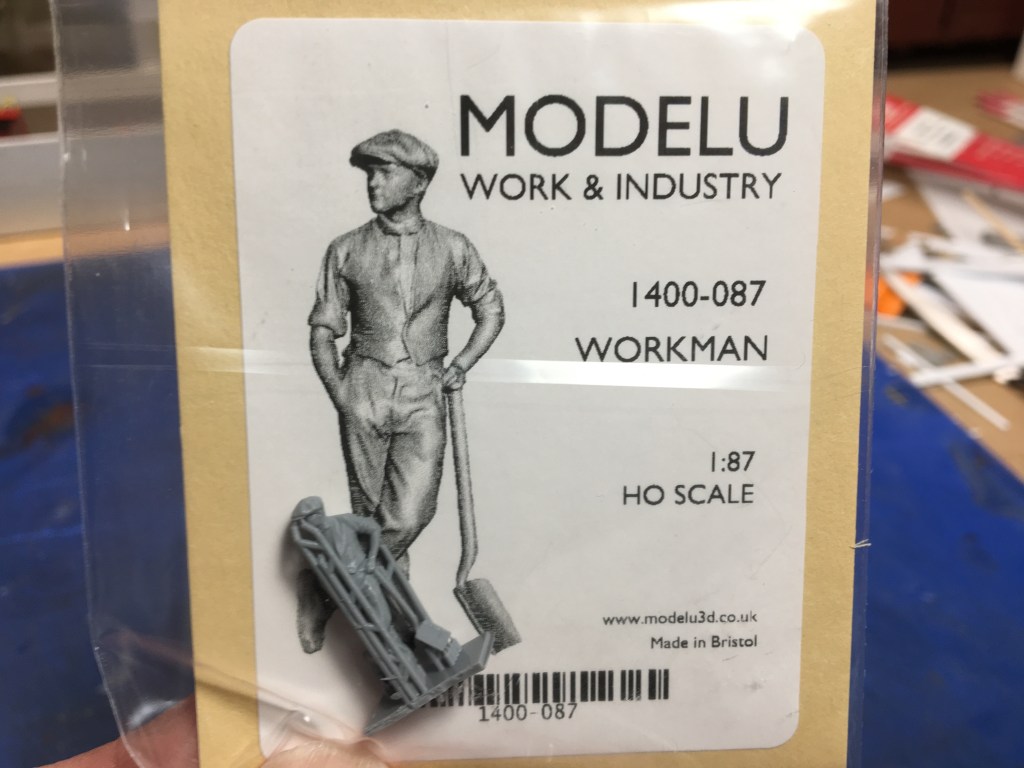 MODELU
WORK & INDUSTRY
1400-087
WORKMAN
1:87
HO SCALE
www.modelu3d.co.uk
Made in Bristol
1400-087